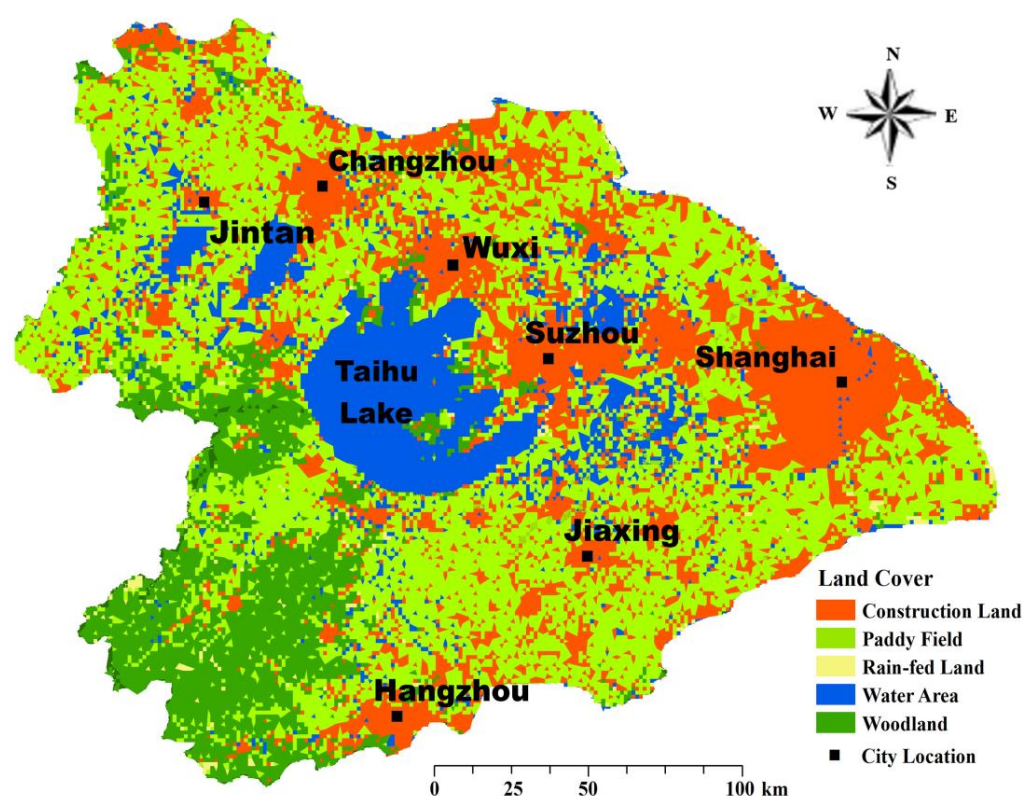 N
W E
S
Changzhou
Jintan
Wuxi
Suzhou
Shanghai
Taihu
Lake
Jiaxing
Hangzhou
Land Cover
Construction Land
Paddy Field
Rain-fed Land
Water Area
Woodland
City Location
0 25 50 100 km